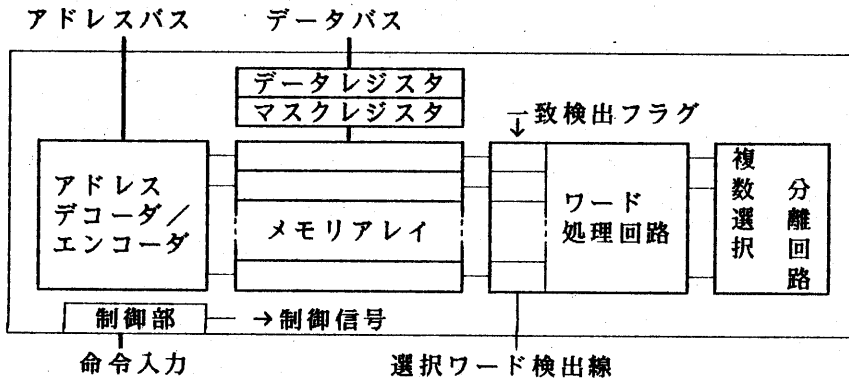 アドレスバス
データバス
データレジスタ
マスクレジスタ
一致検出フラグ
アドレス
デコーダ/
エンコーダ
メモリアレイ
ワード
処理回路
複数選択
分離回路
制御部
→制御信号
命令入力
選択ワード検出線